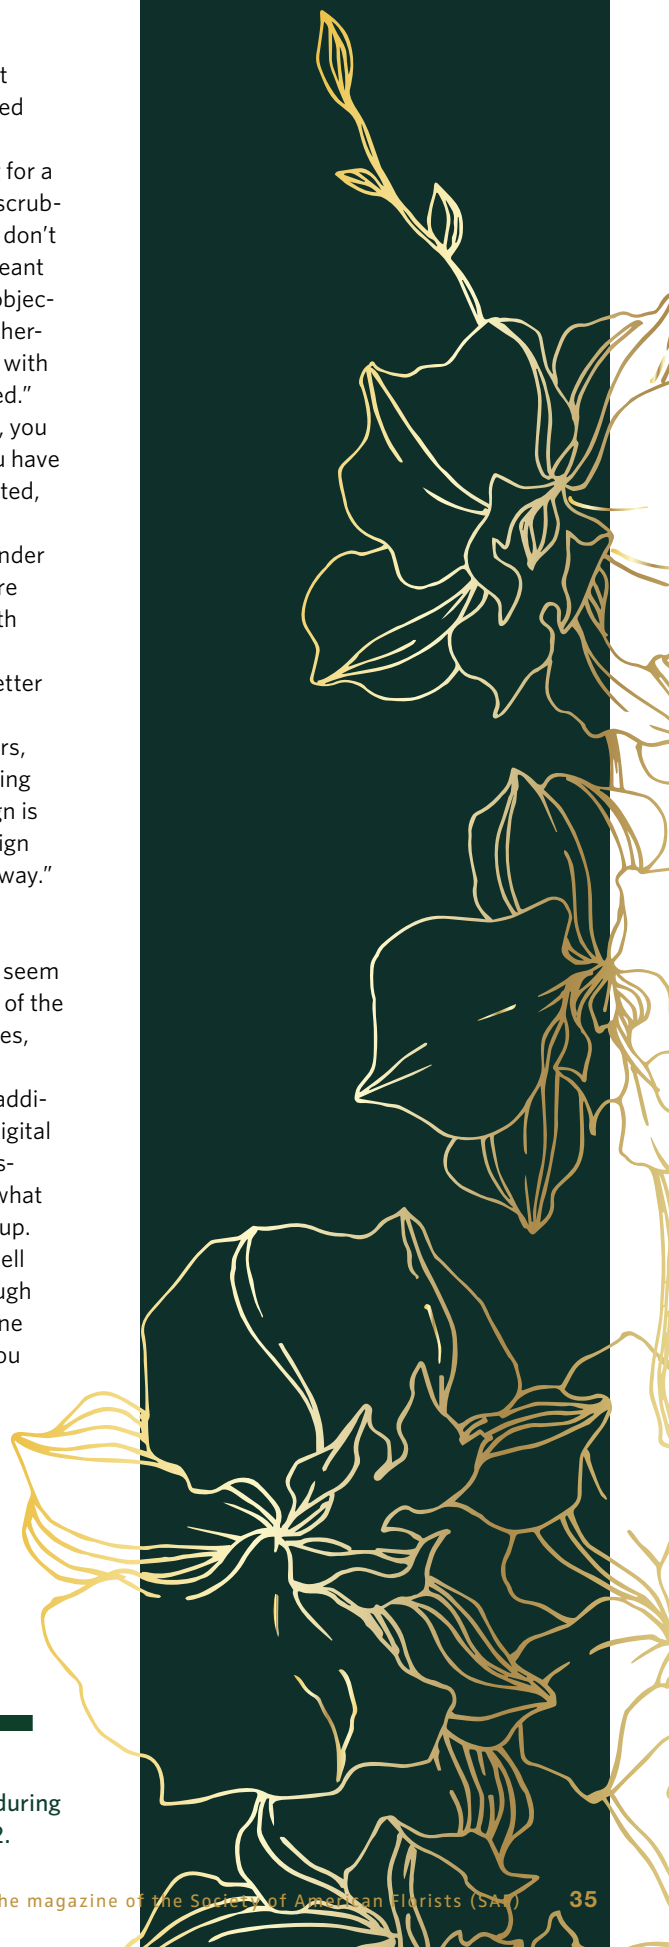 t
ed
for a
scrub-
don’t
eant
objec-
her-
with
ed.”
, you
u have
ted,
nder
re
th
etter
rs,
ing
gn is
ign
way.”
seem
of the
es,
addi-
igital
s-
what
up.
ell
ugh
ne
ou
during
2.
he magazine of the Society of American Florists (SAF) 35